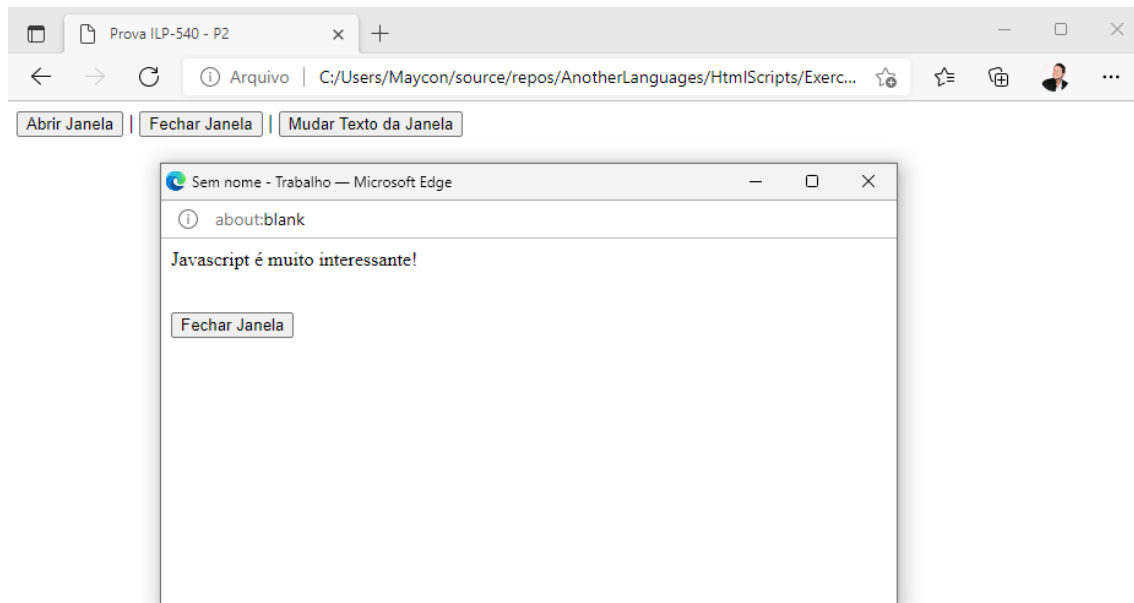 Prova ILP-540 - P2
Arquivo | C:/Users/Maycon/source/repos/AnotherLanguages/HtmlScripts/Exerc...
Abrir Janela | Fechar Janela | Mudar Texto da Janela
Sem nome - Trabalho — Microsoft Edge
about:blank
Javascript é muito interessante!
Fechar Janela